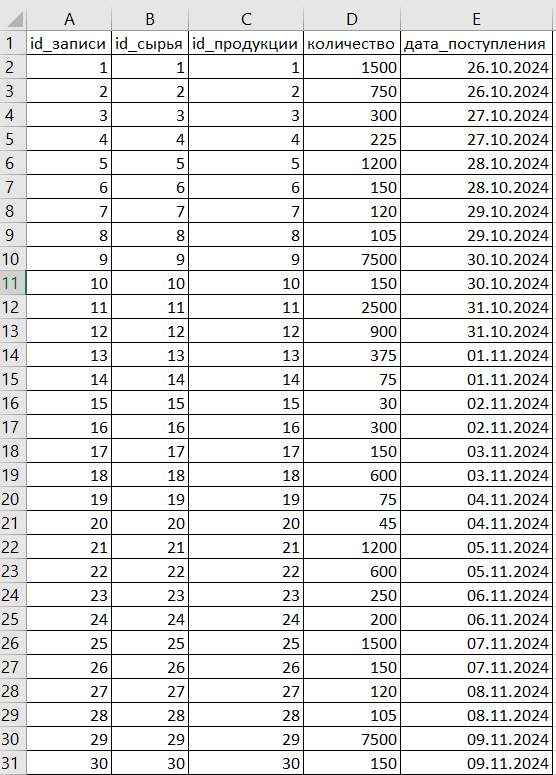 A B C D E
1 id_записи id_сырья id_продукции количество дата_поступления
2 1 1 1 1500 26.10.2024
3 2 2 2 750 26.10.2024
4 3 3 3 300 27.10.2024
5 4 4 4 225 27.10.2024
6 5 5 5 1200 28.10.2024
7 6 6 6 150 28.10.2024
8 7 7 7 120 29.10.2024
9 8 8 8 105 29.10.2024
10 9 9 9 7500 30.10.2024
11 10 10 10 150 30.10.2024
12 11 11 11 2500 31.10.2024
13 12 12 12 900 31.10.2024
14 13 13 13 375 01.11.2024
15 14 14 14 75 01.11.2024
16 15 15 15 30 02.11.2024
17 16 16 16 300 02.11.2024
18 17 17 17 150 03.11.2024
19 18 18 18 600 03.11.2024
20 19 19 19 75 04.11.2024
21 20 20 20 45 04.11.2024
22 21 21 21 1200 05.11.2024
23 22 22 22 600 05.11.2024
24 23 23 23 250 06.11.2024
25 24 24 24 200 06.11.2024
26 25 25 25 1500 07.11.2024
27 26 26 26 150 07.11.2024
28 27 27 27 120 08.11.2024
29 28 28 28 105 08.11.2024
30 29 29 29 7500 09.11.2024
31 30 30 30 150 09.11.2024